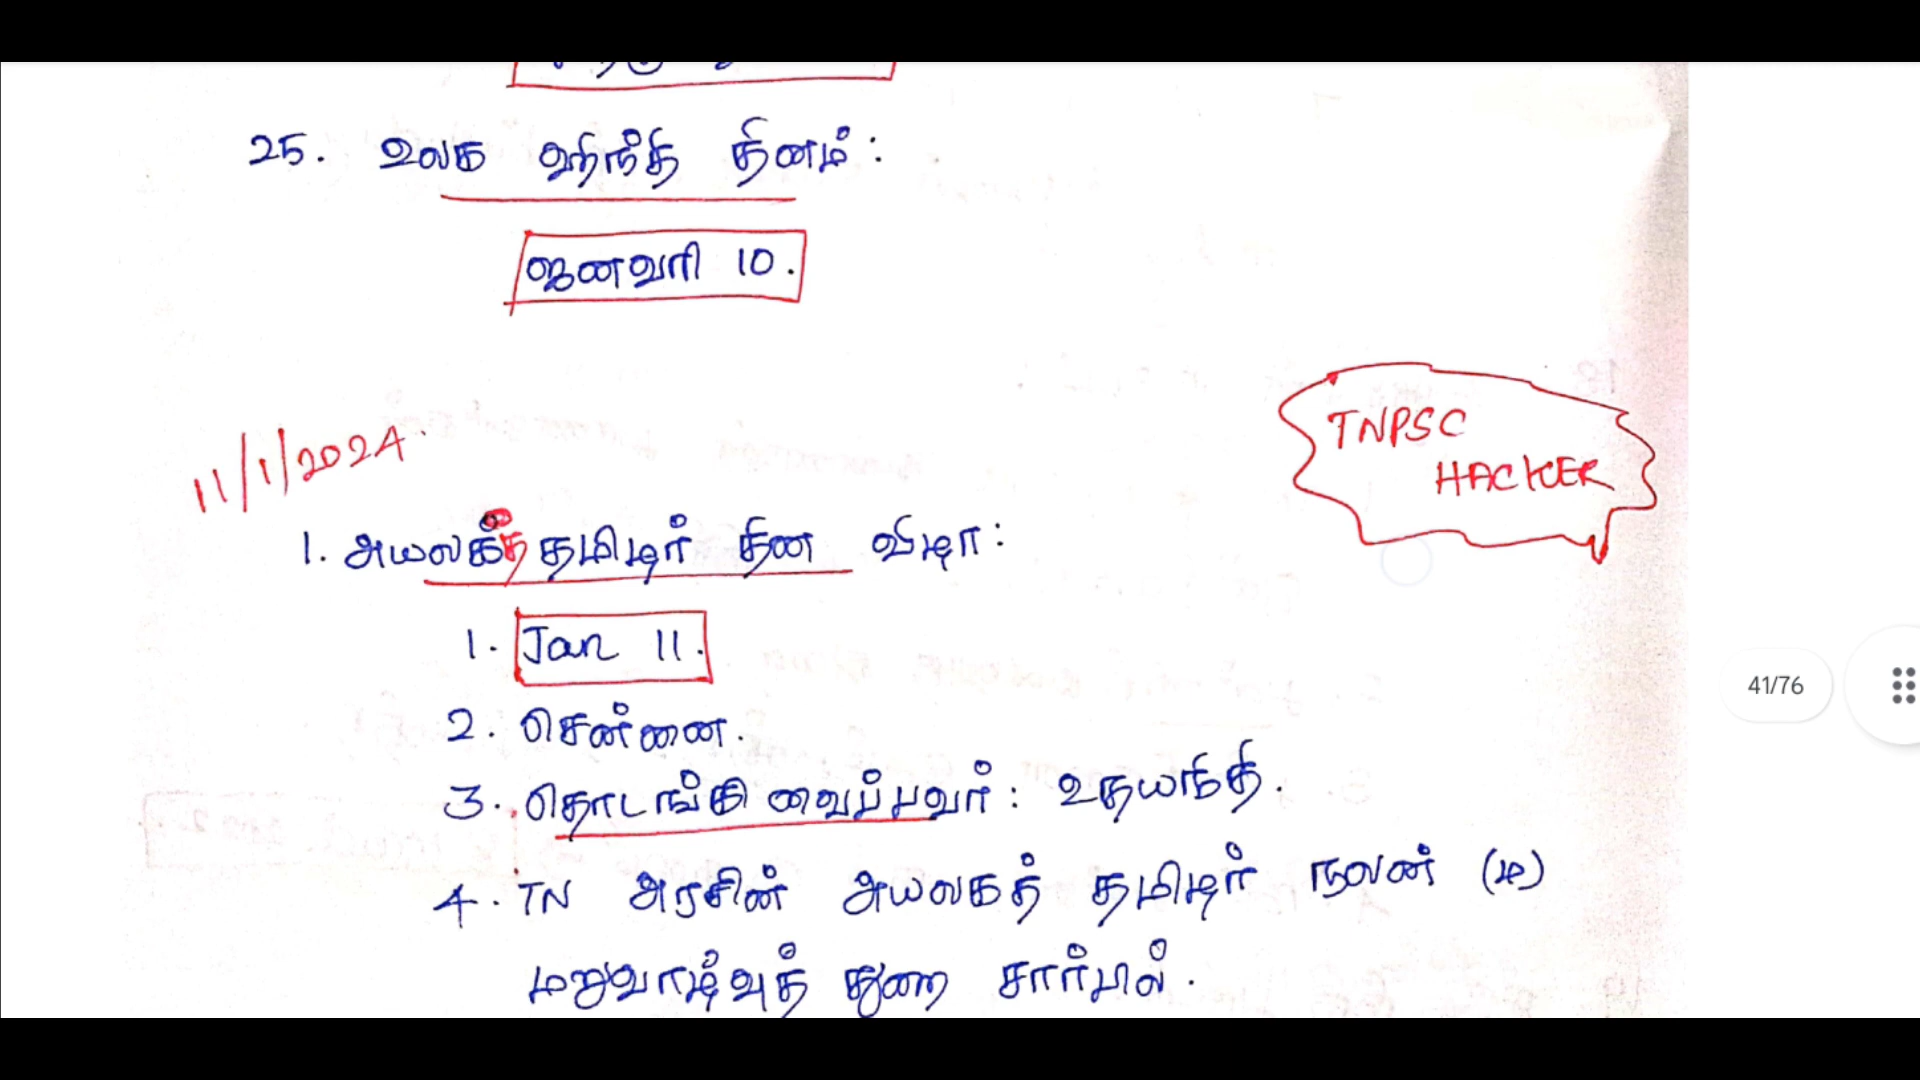 25. உலக ஹிந்தி தினம் :
ஜனவரி 10.
11/1/2024.
TNPSC
HACKER
1. அயலகத் தமிழர் தின விழா :
1. Jan 11.
2. சென்னை.
3. தொடங்கி வைப்பவர் : உதயநிதி.
4. TN அரசின் அயலகத் தமிழர் நலன் (ம)
மறுவாழ்வுத் துறை சார்பில்.
41/76